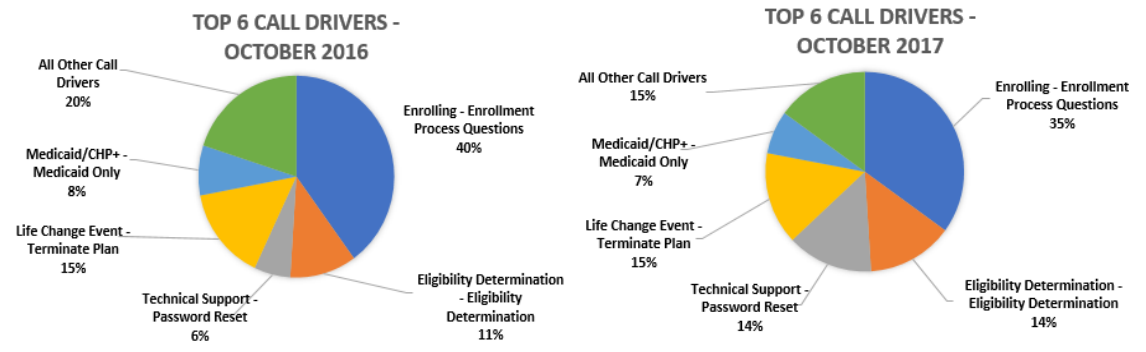 TOP 6 CALL DRIVERS -
OCTOBER 2016
All Other Call
Drivers
20%
Enrolling - Enrollment
Process Questions
40%
Medicaid/CHP+ -
Medicaid Only
8%
Life Change Event -
Terminate Plan
15%
Technical Support -
Password Reset
6%
Eligibility Determination
- Eligibility
Determination
11%
TOP 6 CALL DRIVERS -
OCTOBER 2017
All Other Call Drivers
15%
Enrolling - Enrollment
Process Questions
35%
Medicaid/CHP+ -
Medicaid Only
7%
Life Change Event -
Terminate Plan
15%
Technical Support -
Password Reset
14%
Eligibility Determination -
Eligibility Determination
14%